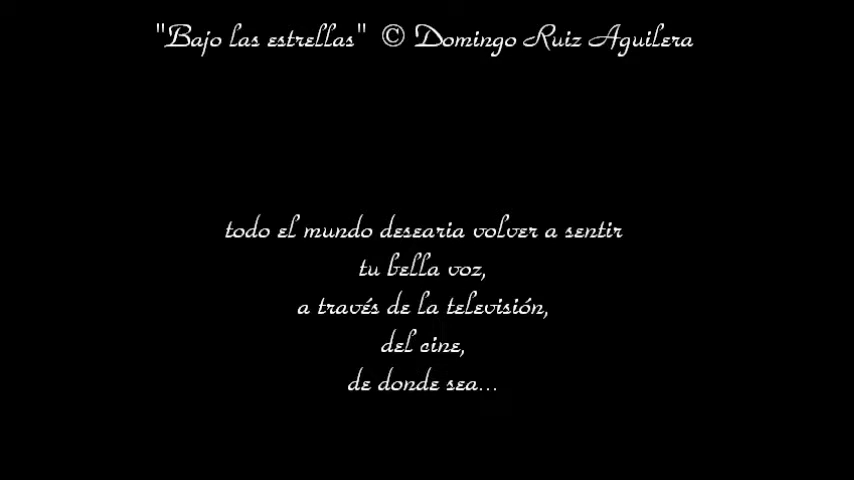 "Bajo las estrellas" © Domingo Ruiz Aguilera
todo el mundo desearia volver a sentir
tu bella voz,
a través de la televisión,
del cine,
de donde sea...